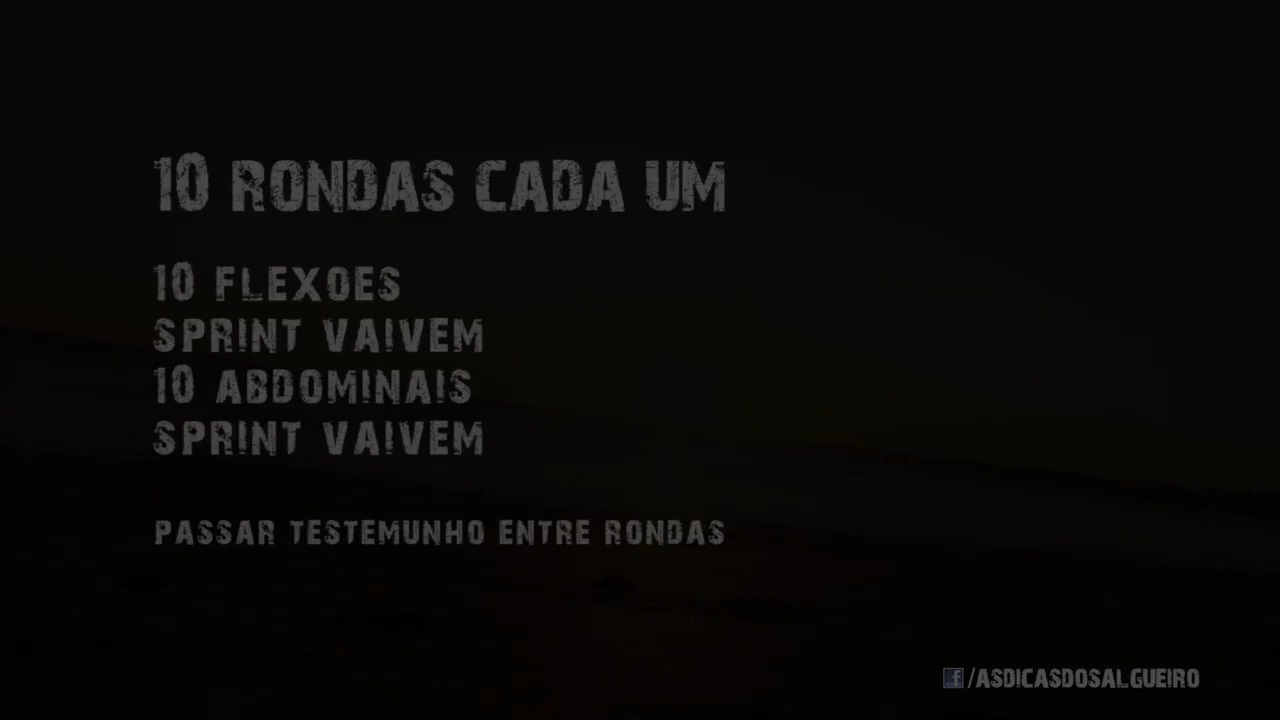 10 RONDAS CADA UM
10 FLEXOES
SPRINT VAIVEM
10 ABDOMINAIS
SPRINT VAIVEM
PASSAR TESTEMUNHO ENTRE RONDAS
f/ASDICASDOSALGUEIRO